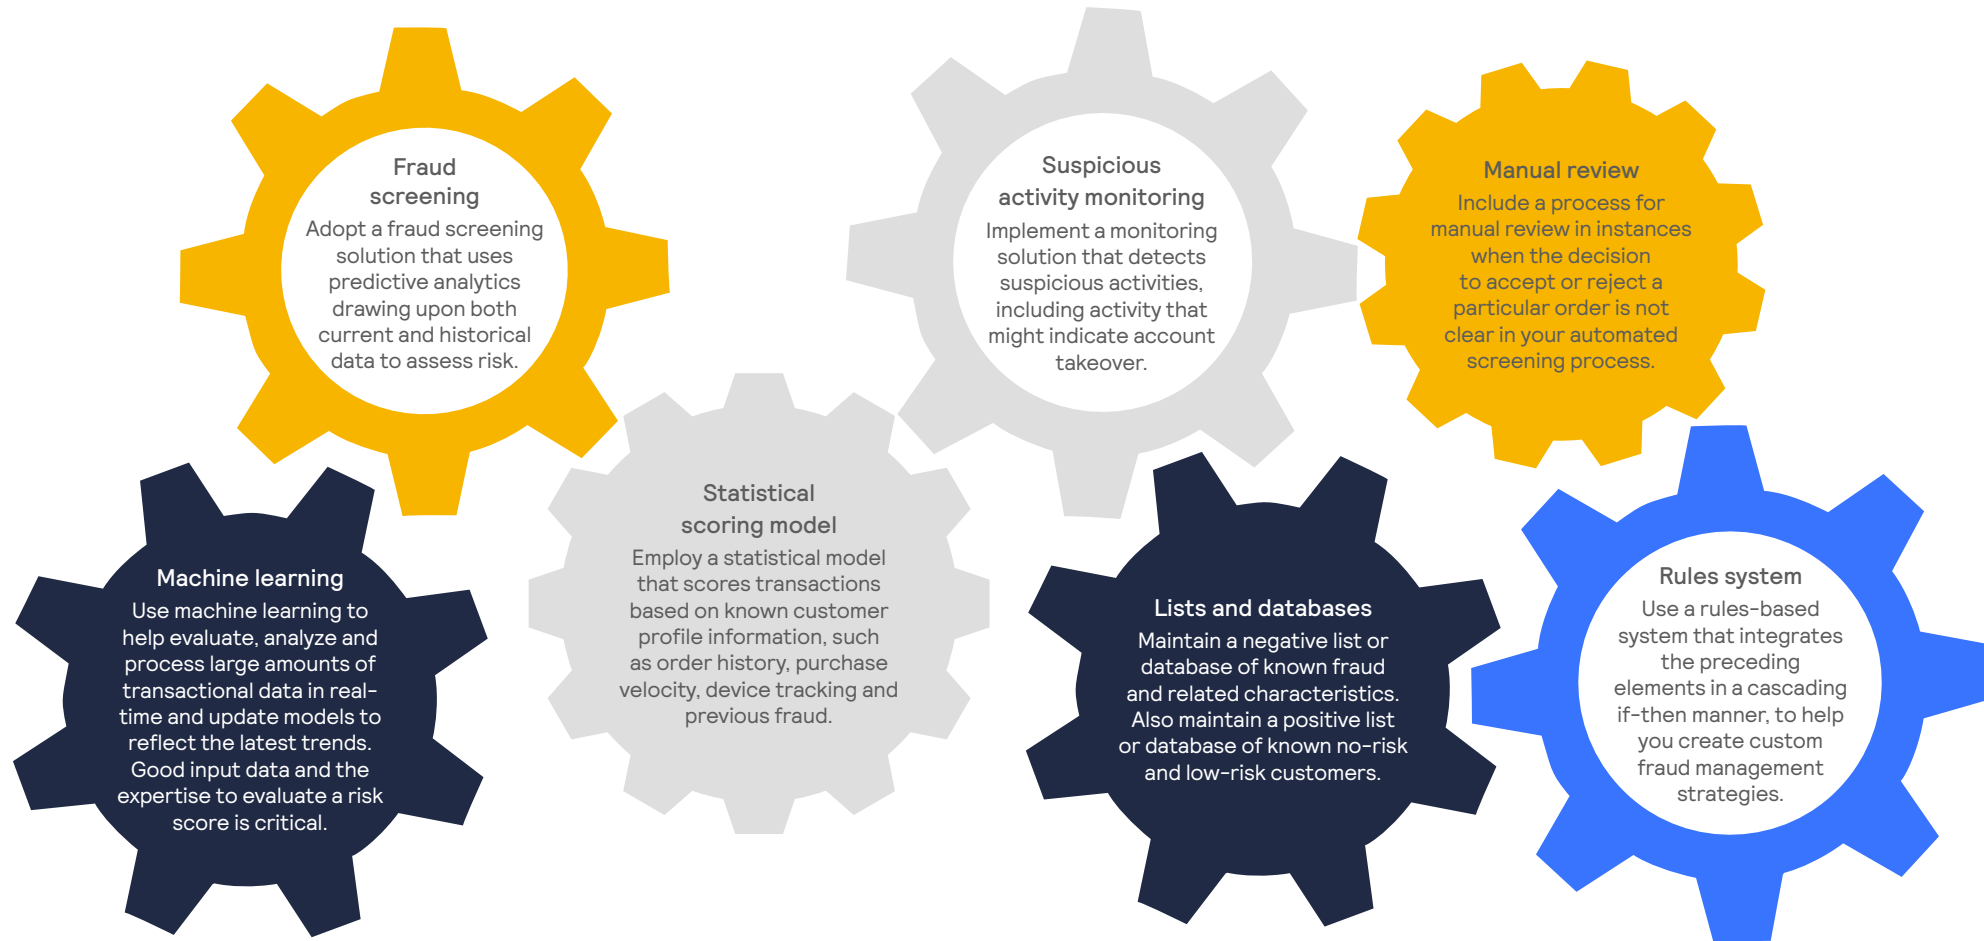 Fraud
screening
Adopt a fraud screening
solution that uses
predictive analytics
drawing upon both
current and historical
data to assess risk.
Suspicious
activity monitoring
Implement a monitoring
solution that detects
suspicious activities,
including activity that
might indicate account
takeover.
Manual review
Include a process for
manual review in instances
when the decision
to accept or reject a
particular order is not
clear in your automated
screening process.
Machine learning
Use machine learning to
help evaluate, analyze and
process large amounts of
transactional data in real-
time and update models to
reflect the latest trends.
Good input data and the
expertise to evaluate a risk
score is critical.
Statistical
scoring model
Employ a statistical model
that scores transactions
based on known customer
profile information, such
as order history, purchase
velocity, device tracking and
previous fraud.
Lists and databases
Maintain a negative list or
database of known fraud
and related characteristics.
Also maintain a positive list
or database of known no-risk
and low-risk customers.
Rules system
Use a rules-based
system that integrates
the preceding
elements in a cascading
if-then manner, to help
you create custom
fraud management
strategies.